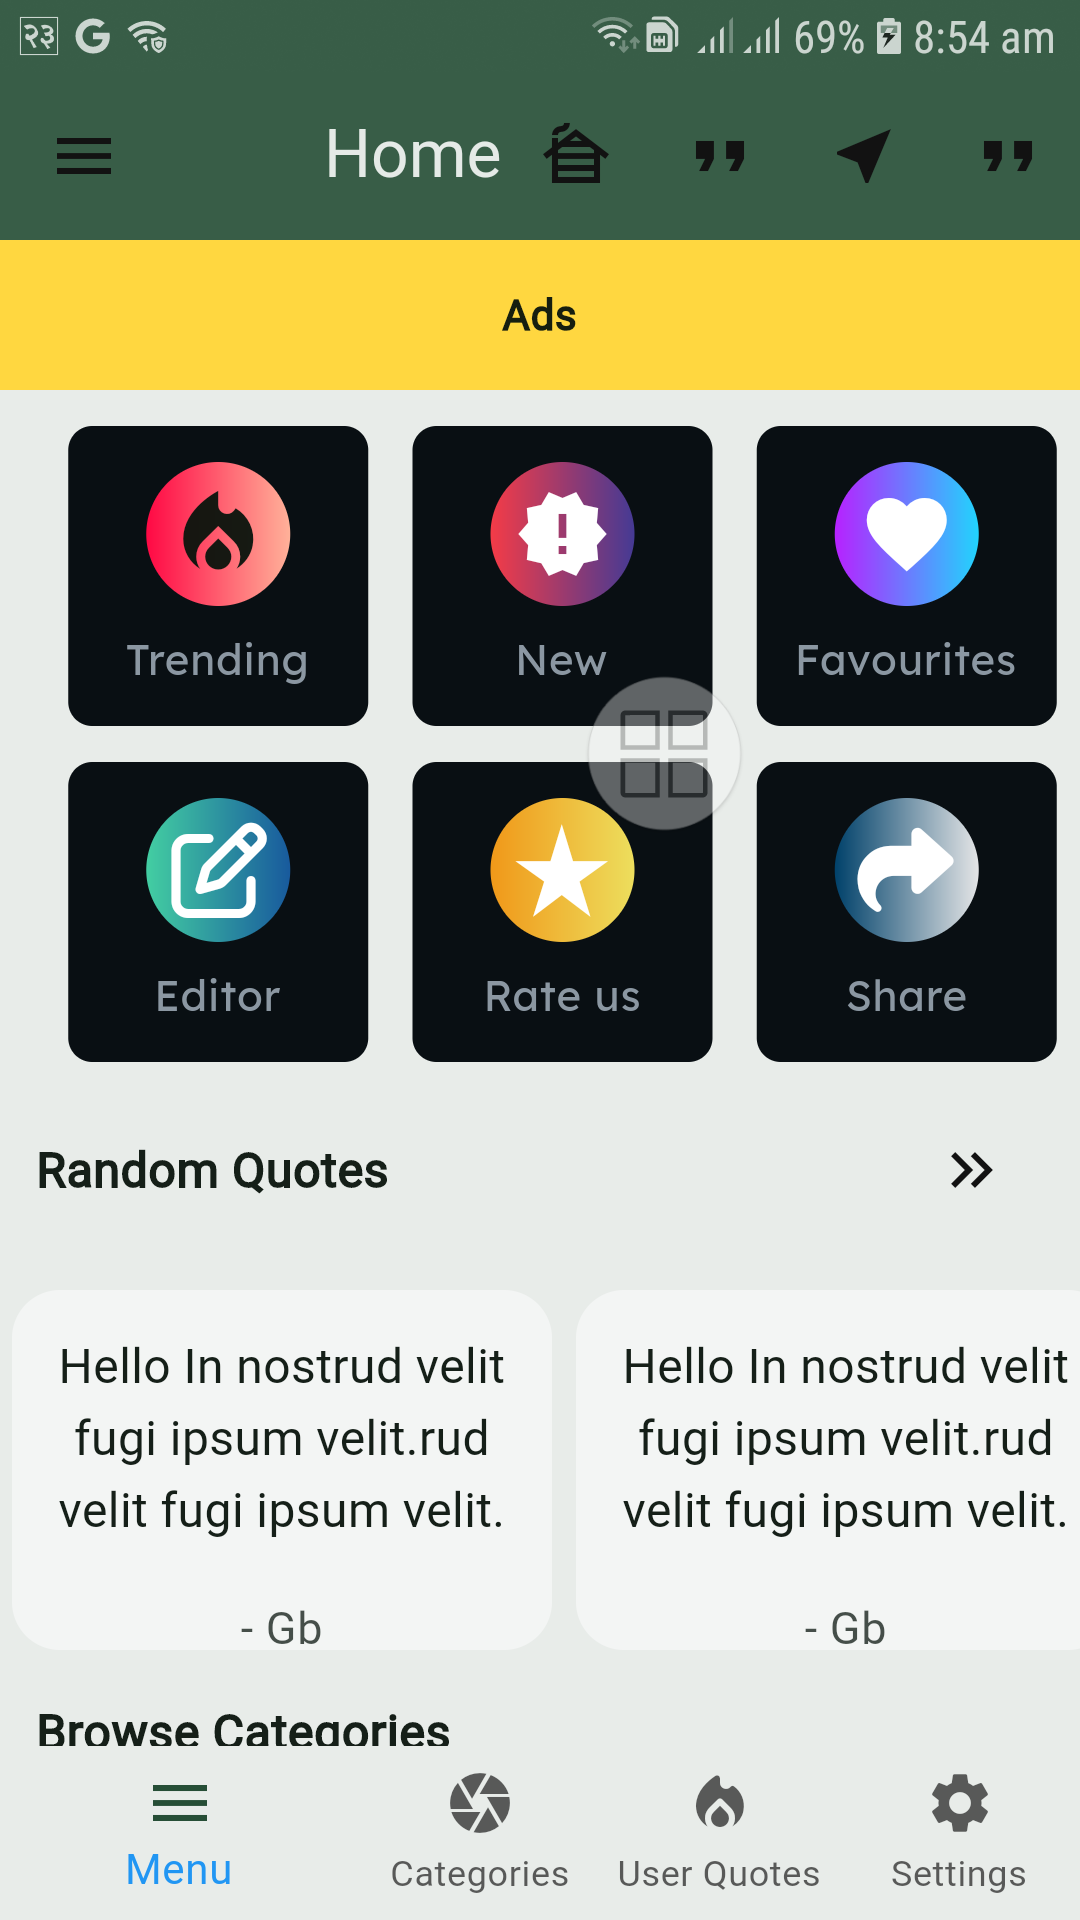 २३ G 69% 8:54 am
Home
Ads
Trending New Favourites
Editor Rate us Share
Random Quotes
Hello In nostrud velit
fugi ipsum velit.rud
velit fugi ipsum velit.
- Gb
Hello In nostrud velit
fugi ipsum velit.rud
velit fugi ipsum velit.
- Gb
Browse Categories
Menu Categories User Quotes Settings